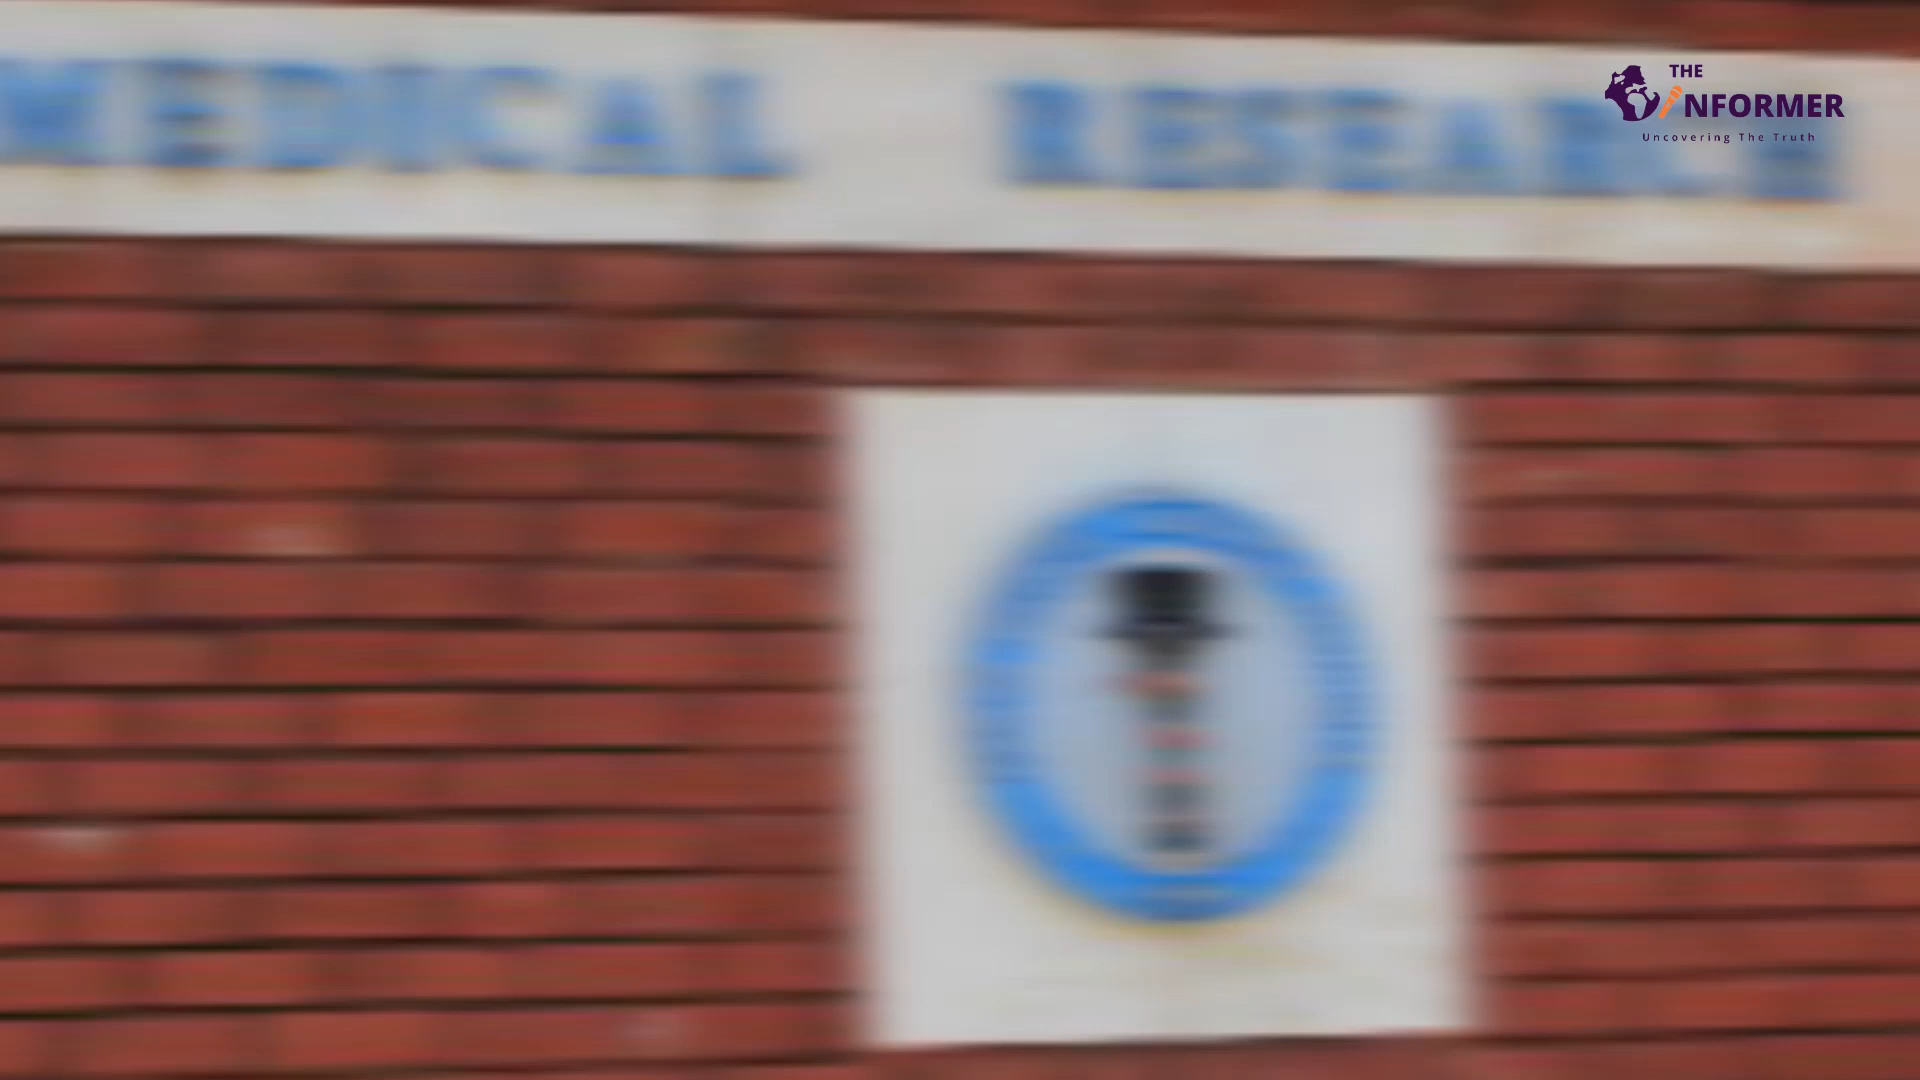 MEDICAL RESEARCH
THE
INFORMER
Uncovering The Truth